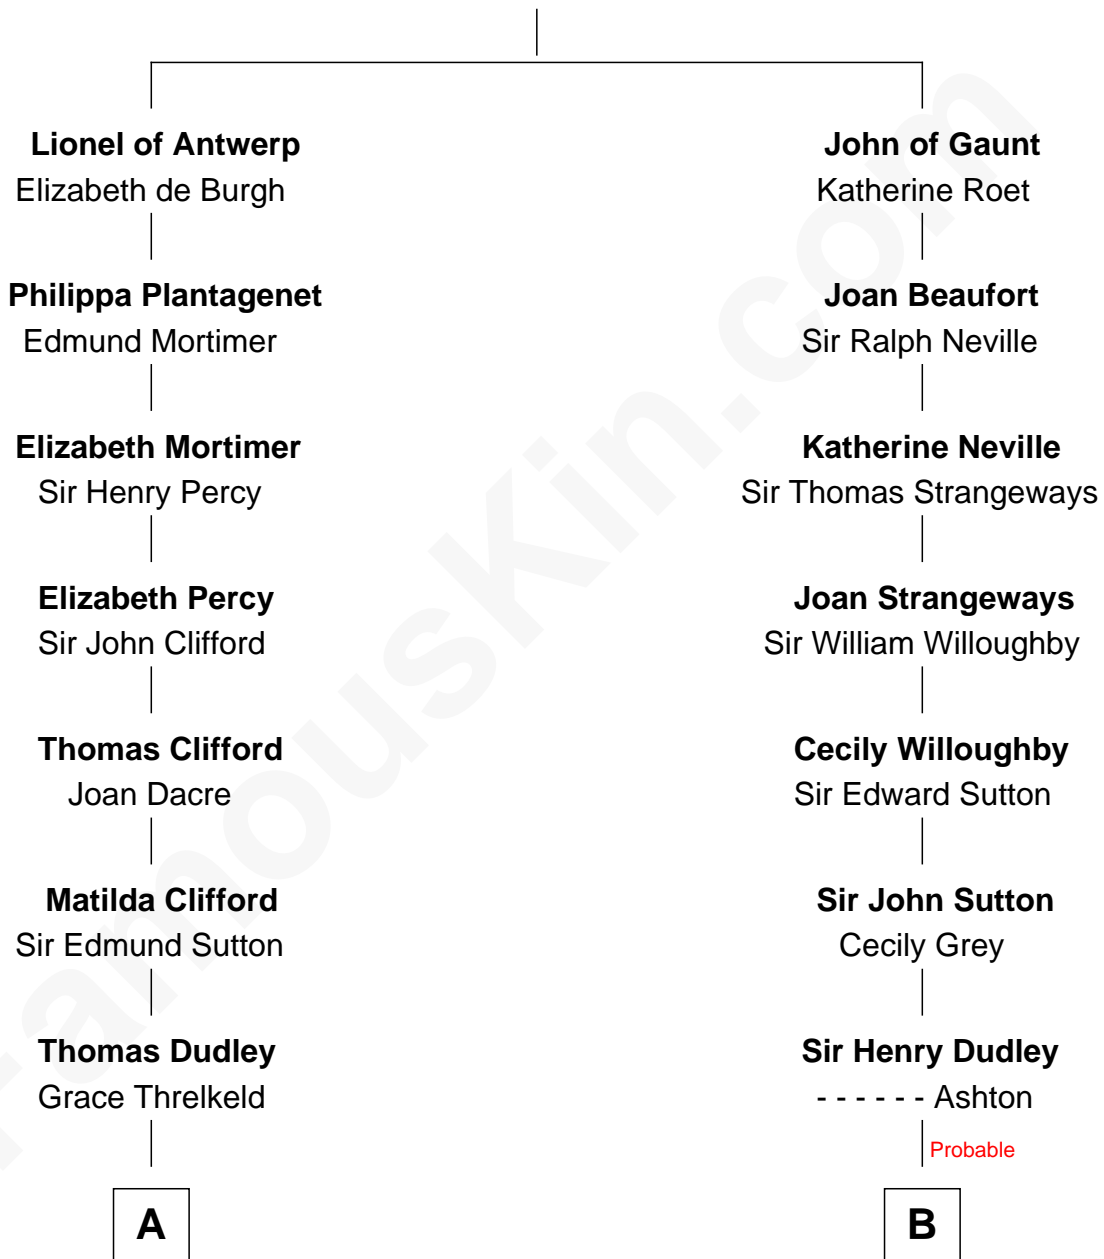 Lionel of Antwerp
Elizabeth de Burgh
Philippa Plantagenet
Edmund Mortimer
Elizabeth Mortimer
Sir Henry Percy
Elizabeth Percy
Sir John Clifford
Thomas Clifford
Joan Dacre
Matilda Clifford
Sir Edmund Sutton
Thomas Dudley
Grace Threlkeld
A
John of Gaunt
Katherine Roet
Joan Beaufort
Sir Ralph Neville
Katherine Neville
Sir Thomas Strangeways
Joan Strangeways
Sir William Willoughby
Cecily Willoughby
Sir Edward Sutton
Sir John Sutton
Cecily Grey
Sir Henry Dudley
- - - - - - Ashton
Probable
B
FamousKin.com